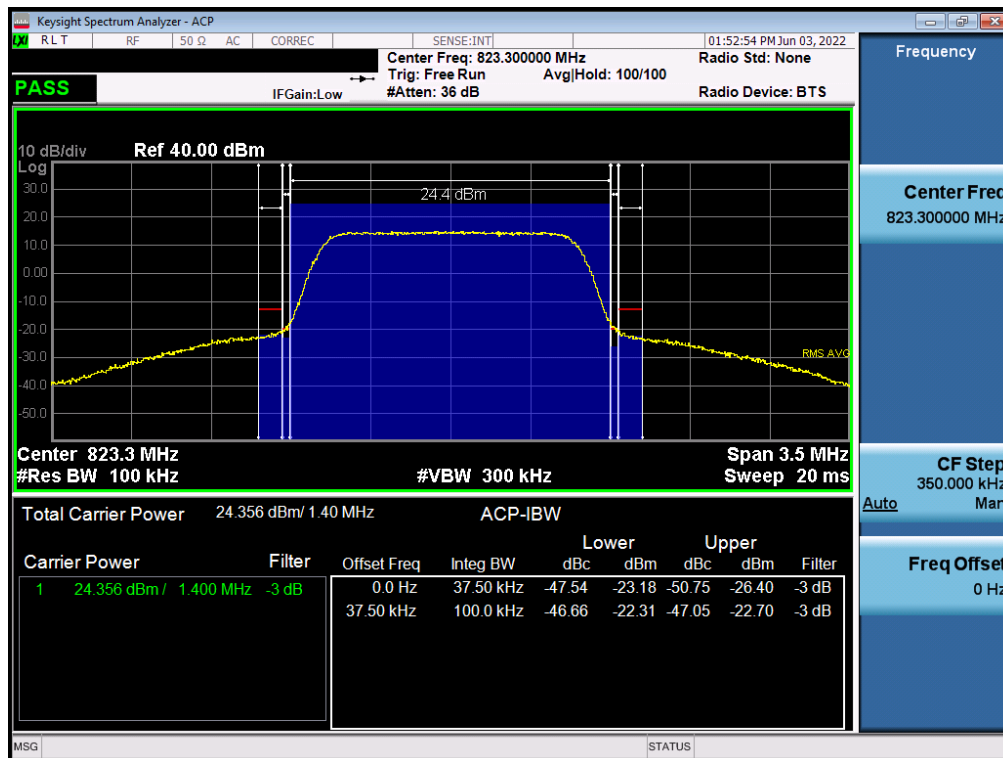 Keysight Spectrum Analyzer - ACP
LXI RLT RF 50 Ω AC CORREC SENSE:INT 01:52:54 PM Jun 03, 2022
Center Freq: 823.300000 MHz Radio Std: None
Trig: Free Run Avg|Hold: 100/100
PASS IFGain:Low #Atten: 36 dB Radio Device: BTS
10 dB/div Ref 40.00 dBm
Log
30.0
24.4 dBm
20.0
10.0
0.00
-10.0
-20.0
-30.0
RMS AVG
-40.0
-50.0
Center 823.3 MHz Span 3.5 MHz
#Res BW 100 kHz #VBW 300 kHz Sweep 20 ms
Total Carrier Power 24.356 dBm/ 1.40 MHz ACP-IBW
Lower Upper
Carrier Power Filter Offset Freq Integ BW dBc dBm dBc dBm Filter
1 24.356 dBm / 1.400 MHz -3 dB 0.0 Hz 37.50 kHz -47.54 -23.18 -50.75 -26.40 -3 dB
37.50 kHz 100.0 kHz -46.66 -22.31 -47.05 -22.70 -3 dB
MSG STATUS
Frequency
Center Freq
823.300000 MHz
CF Step
350.000 kHz
Auto Man
Freq Offset
0 Hz